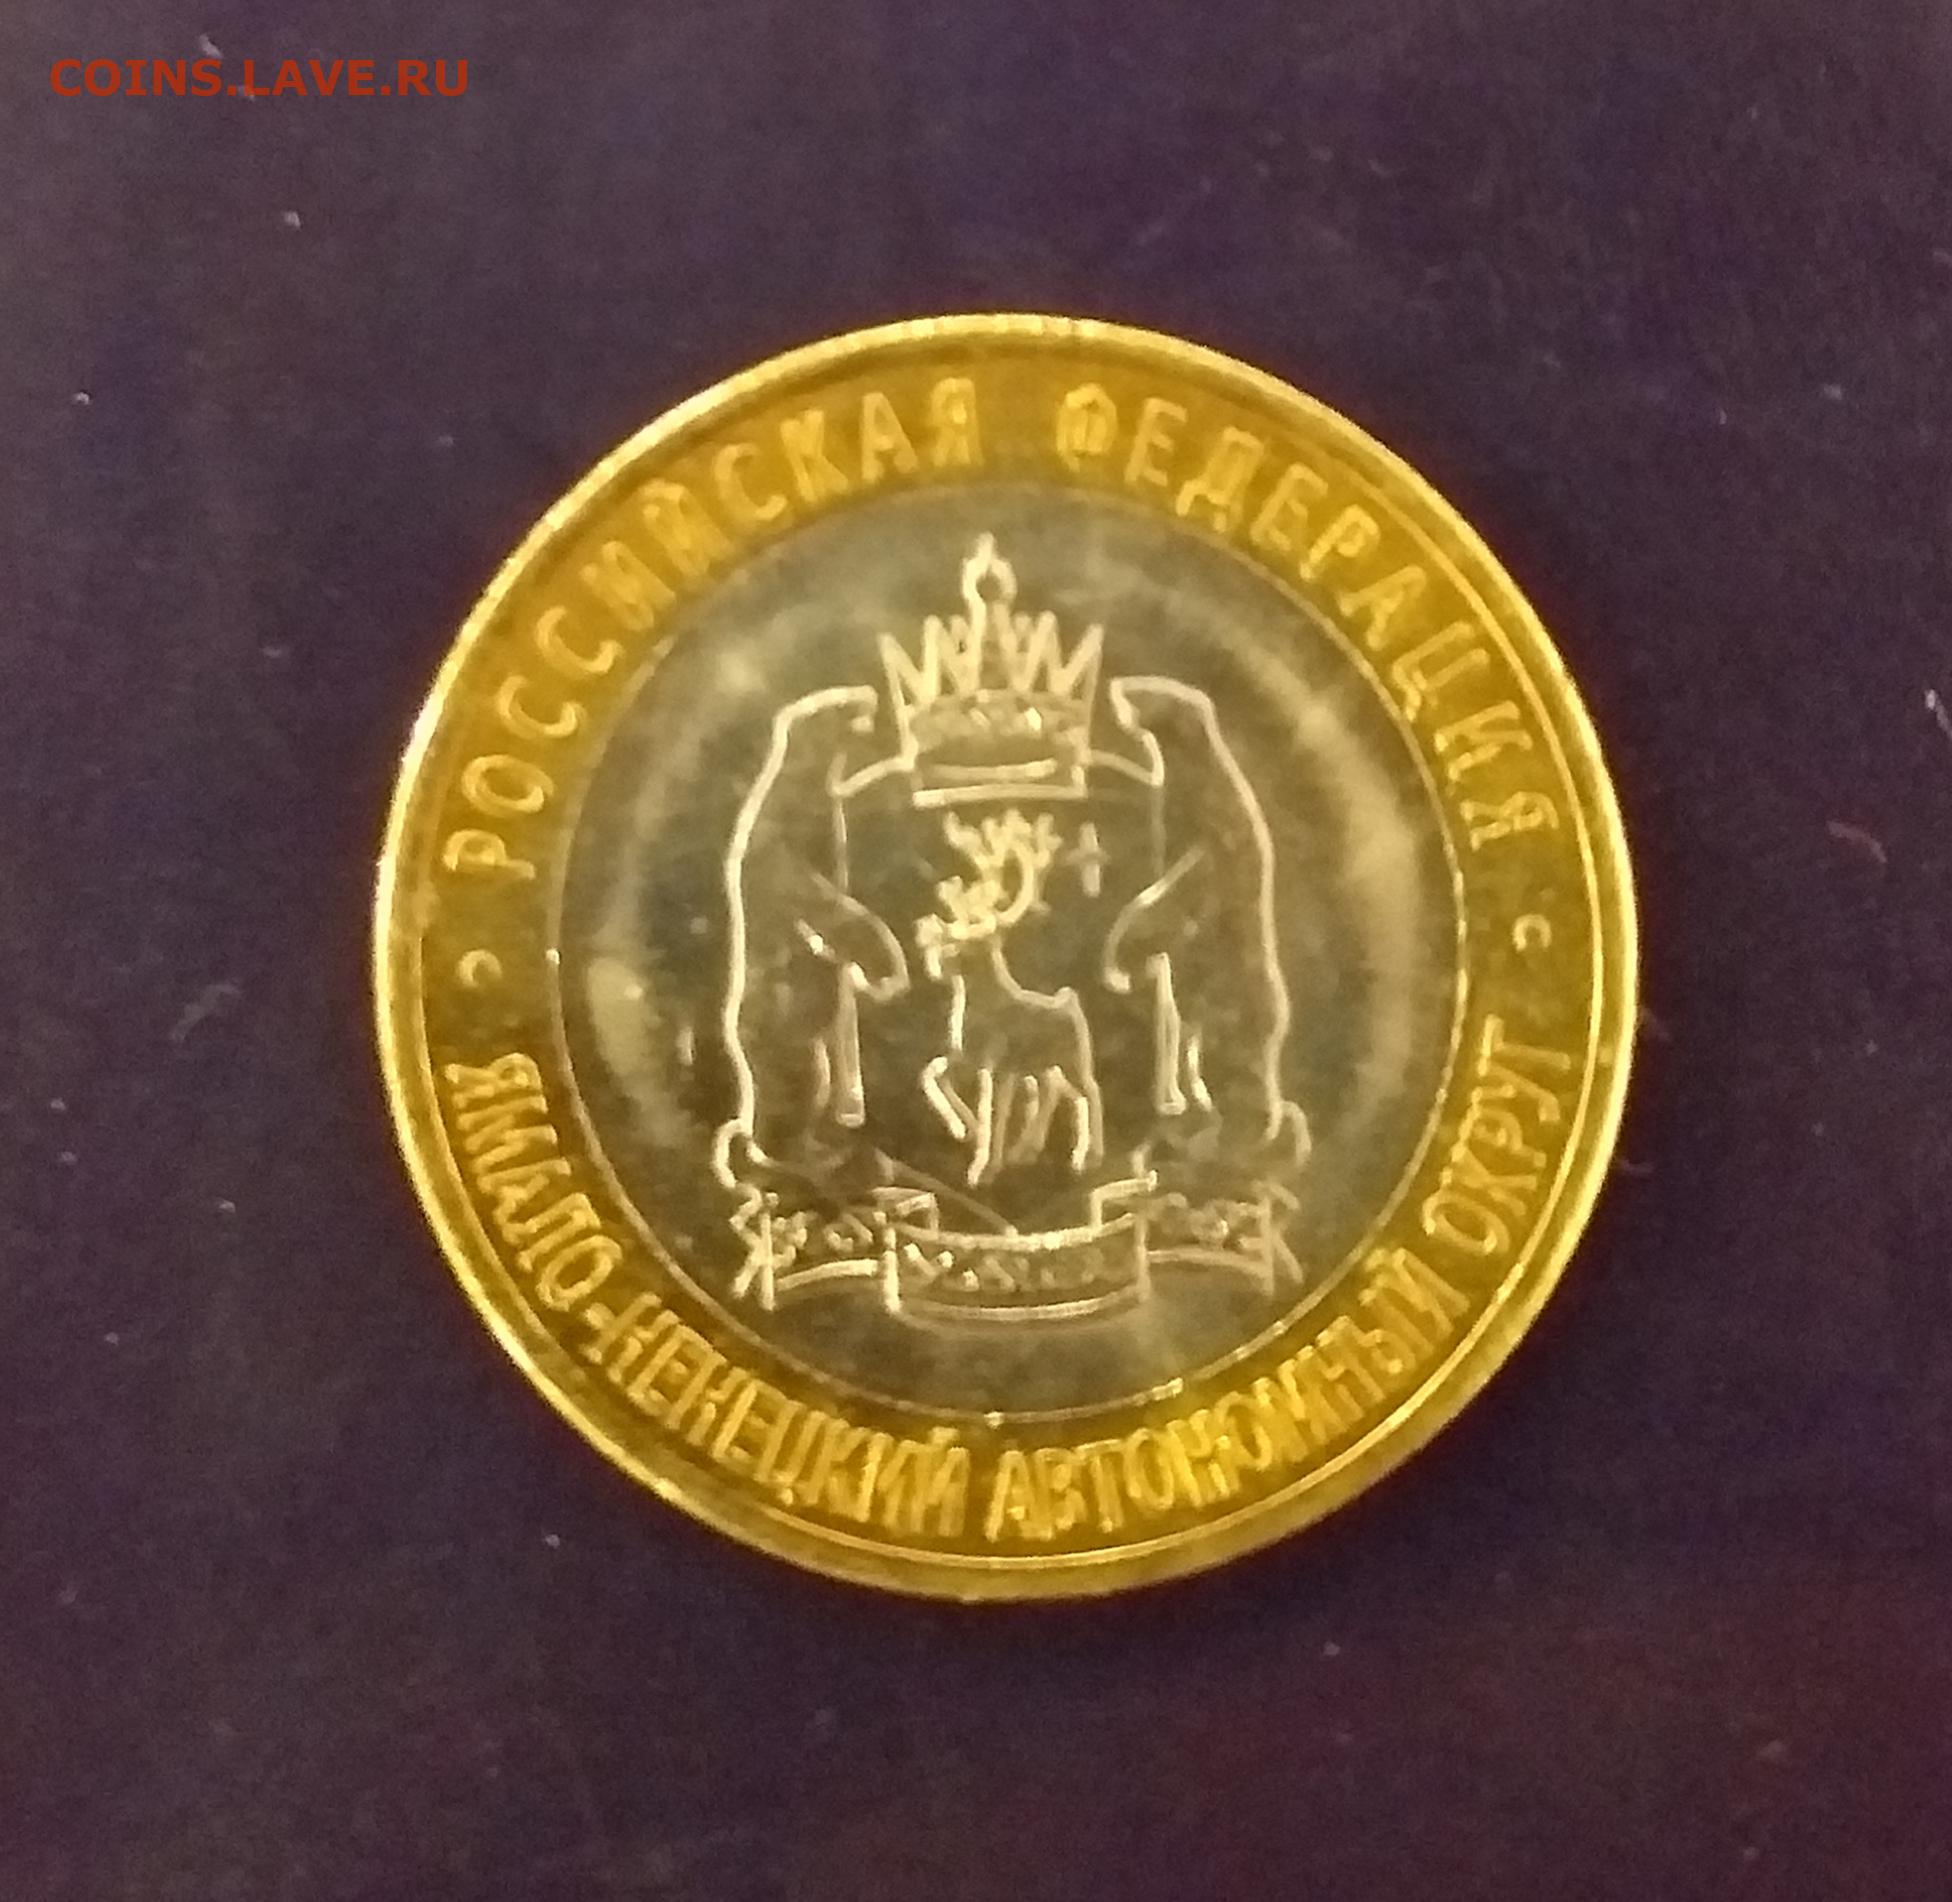 COINS.LAVE.RU
РОССИЙСКАЯ ФЕДЕРАЦИЯ
ЯМАЛО-НЕНЕЦКИЙ АВТОНОМНЫЙ ОКРУГ